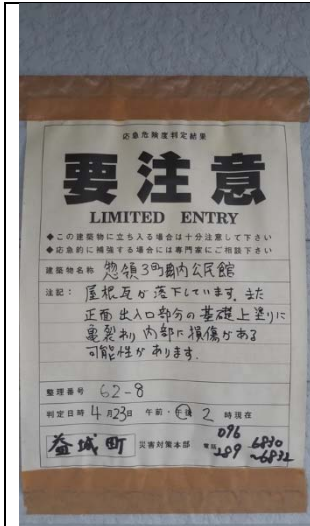 応急危険度判定結果
要注意
LIMITED ENTRY
◆この建築物に立ち入る場合は十分注意して下さい
◆応急的に補強する場合には専門家にご相談下さい
建築物名称 惣領3町内公民館
注記: 屋根瓦が落下しています。また
正面出入口部分の基礎上塗りに
亀裂あり内部に損傷がある
可能性があります。
整理番号 62-8
判定日時 4月23日 午前・午後 2 時現在
益城町 災害対策本部 電話 096
289 6830
~6832